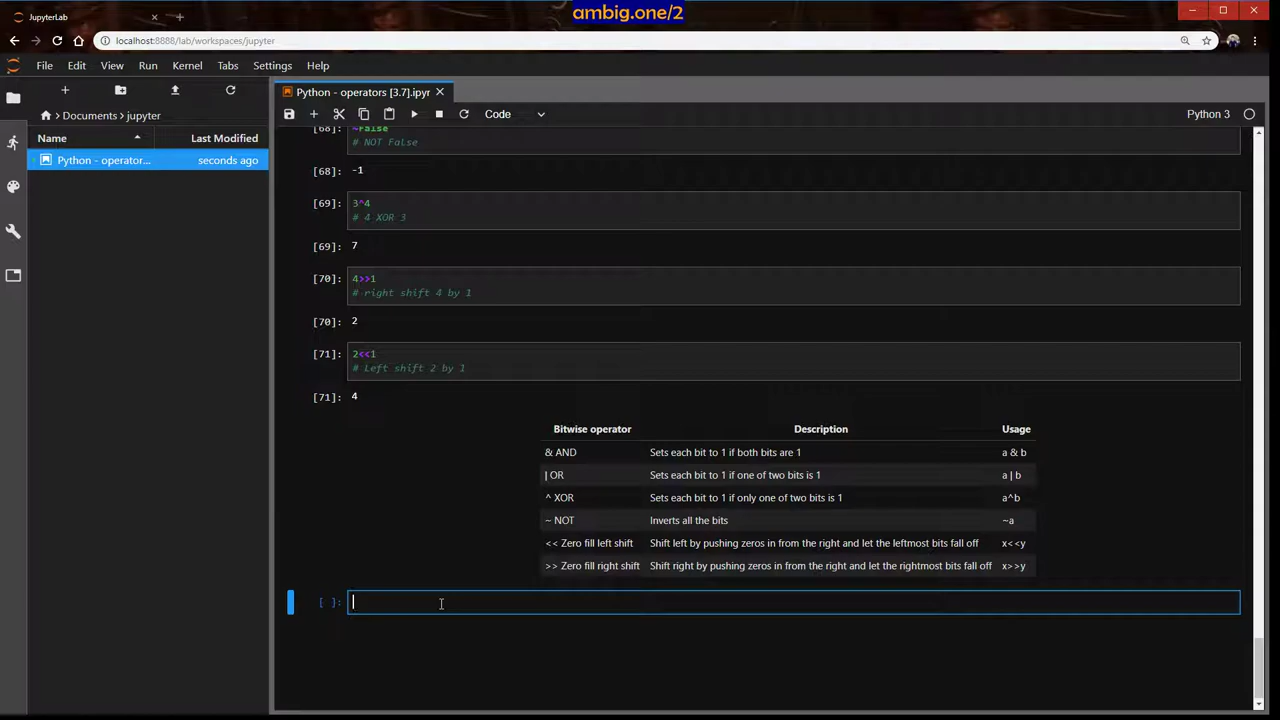 ambig.one/2
JupyterLab
localhost:8888/lab/workspaces/jupyter
File Edit View Run Kernel Tabs Settings Help
Python - operators [3.7].ipyr
Documents > jupyter
Code
Python 3
Name Last Modified
Python - operator... seconds ago
[68]: ~False
# NOT False
[68]: -1
[69]: 3^4
# 4 XOR 3
[69]: 7
[70]: 4>>1
# right shift 4 by 1
[70]: 2
[71]: 2<<1
# Left shift 2 by 1
[71]: 4
Bitwise operator Description Usage
& AND Sets each bit to 1 if both bits are 1 a & b
| OR Sets each bit to 1 if one of two bits is 1 a | b
^ XOR Sets each bit to 1 if only one of two bits is 1 a^b
~ NOT Inverts all the bits ~a
<< Zero fill left shift Shift left by pushing zeros in from the right and let the leftmost bits fall off x<<y
>> Zero fill right shift Shift right by pushing zeros in from the right and let the rightmost bits fall off x>>y
[ ]: